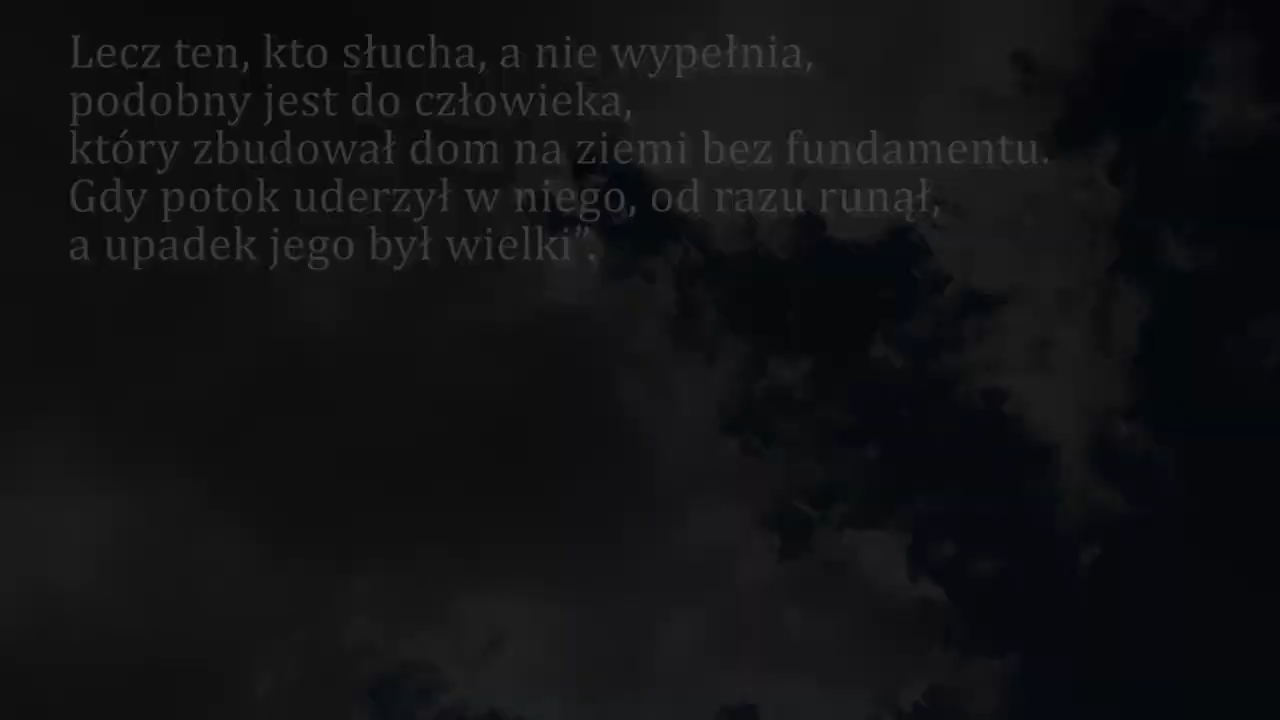 Lecz ten, kto słucha, a nie wypełnia,
podobny jest do człowieka,
który zbudował dom na ziemi bez fundamentu.
Gdy potok uderzył w niego, od razu runął,
a upadek jego był wielki”.